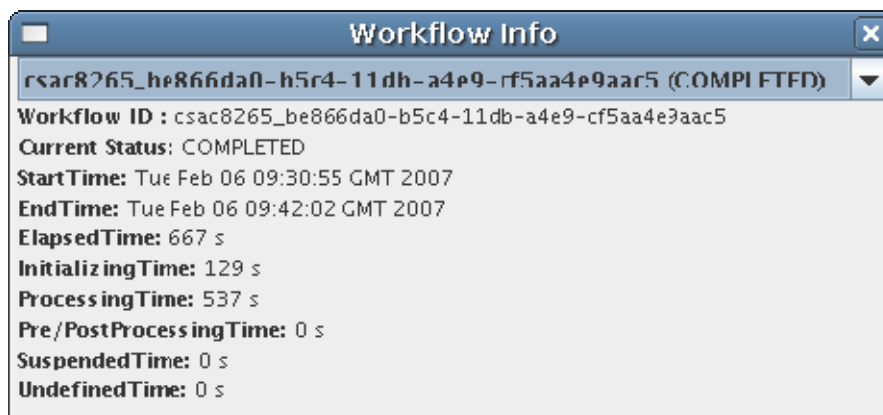 Workflow Info
csac8265_be866da0-b5c4-11db-a4e9-cf5aa4e9aac5 (COMPLETED)
Workflow ID : csac8265_be866da0-b5c4-11db-a4e9-cf5aa4e9aac5
Current Status: COMPLETED
StartTime: Tue Feb 06 09:30:55 GMT 2007
EndTime: Tue Feb 06 09:42:02 GMT 2007
ElapsedTime: 667 s
InitializingTime: 129 s
ProcessingTime: 537 s
Pre/PostProcessingTime: 0 s
SuspendedTime: 0 s
UndefinedTime: 0 s